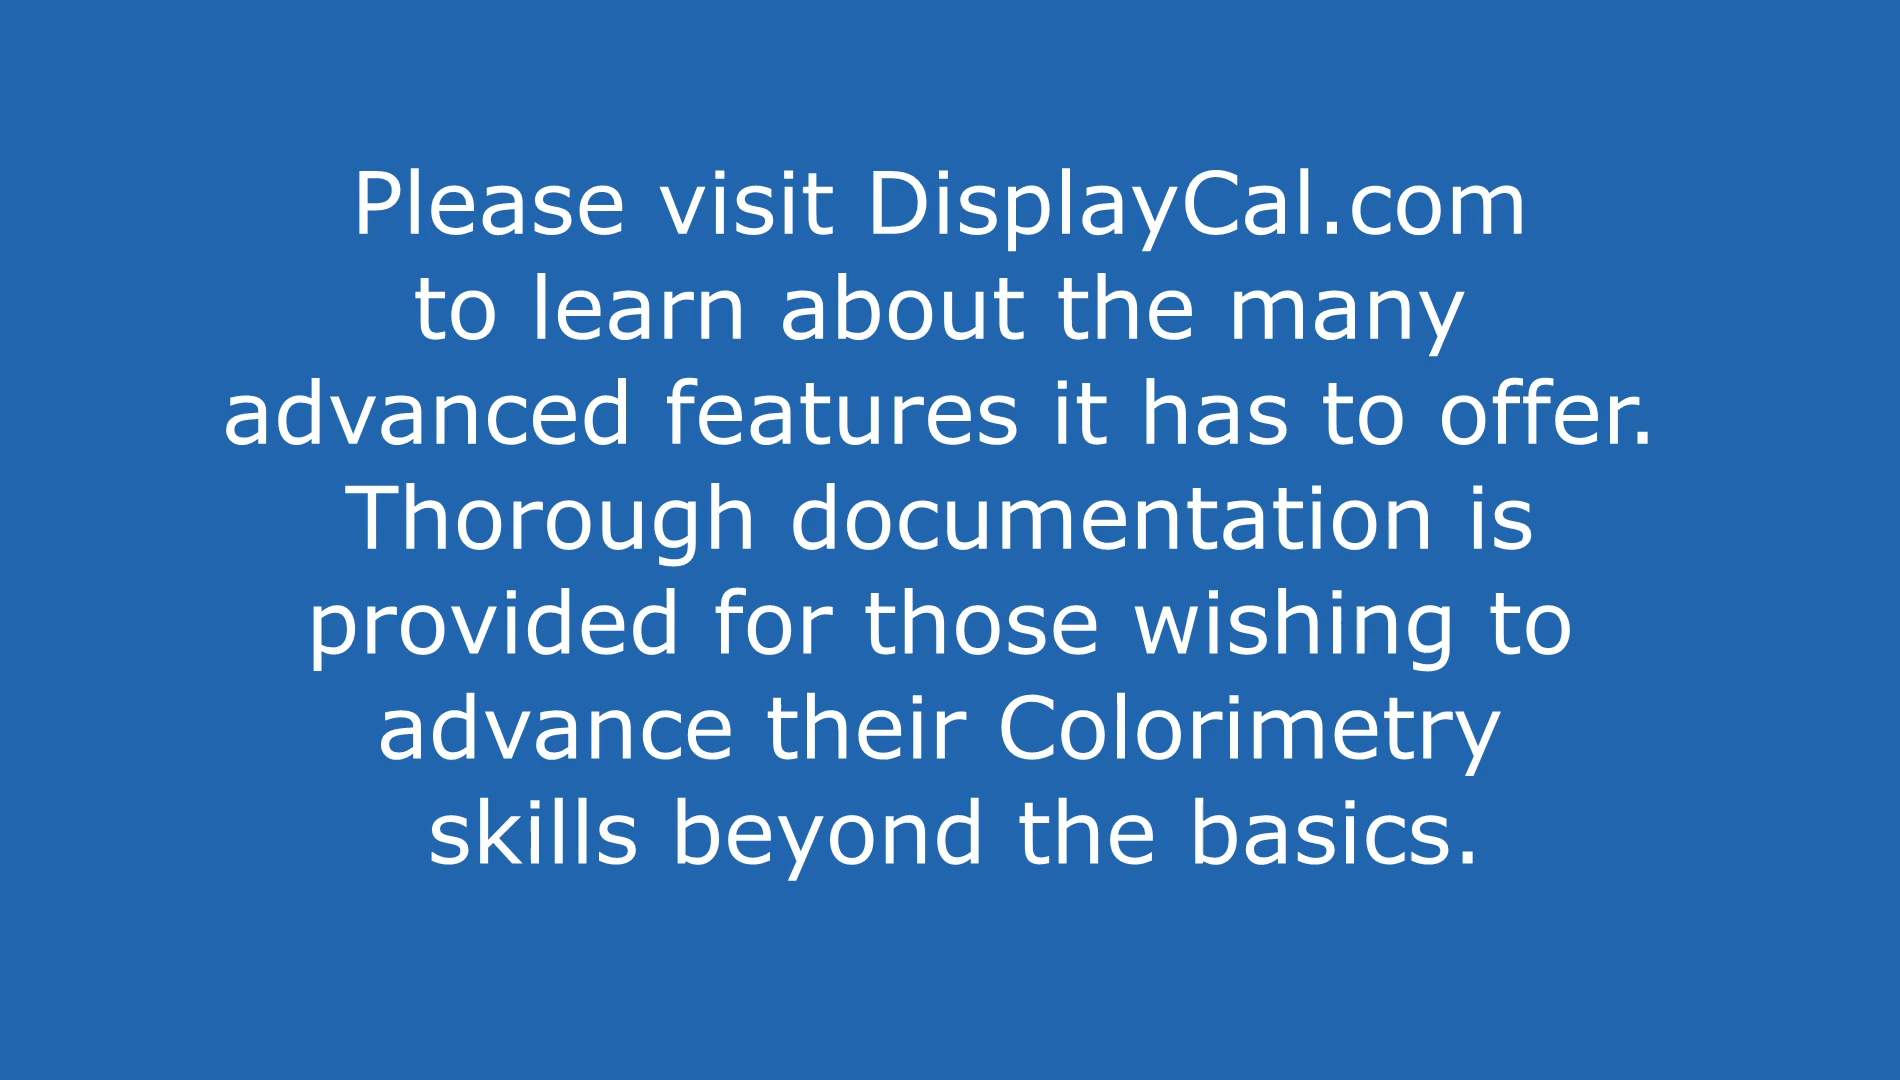 Please visit DisplayCal.com
to learn about the many
advanced features it has to offer.
Thorough documentation is
provided for those wishing to
advance their Colorimetry
skills beyond the basics.